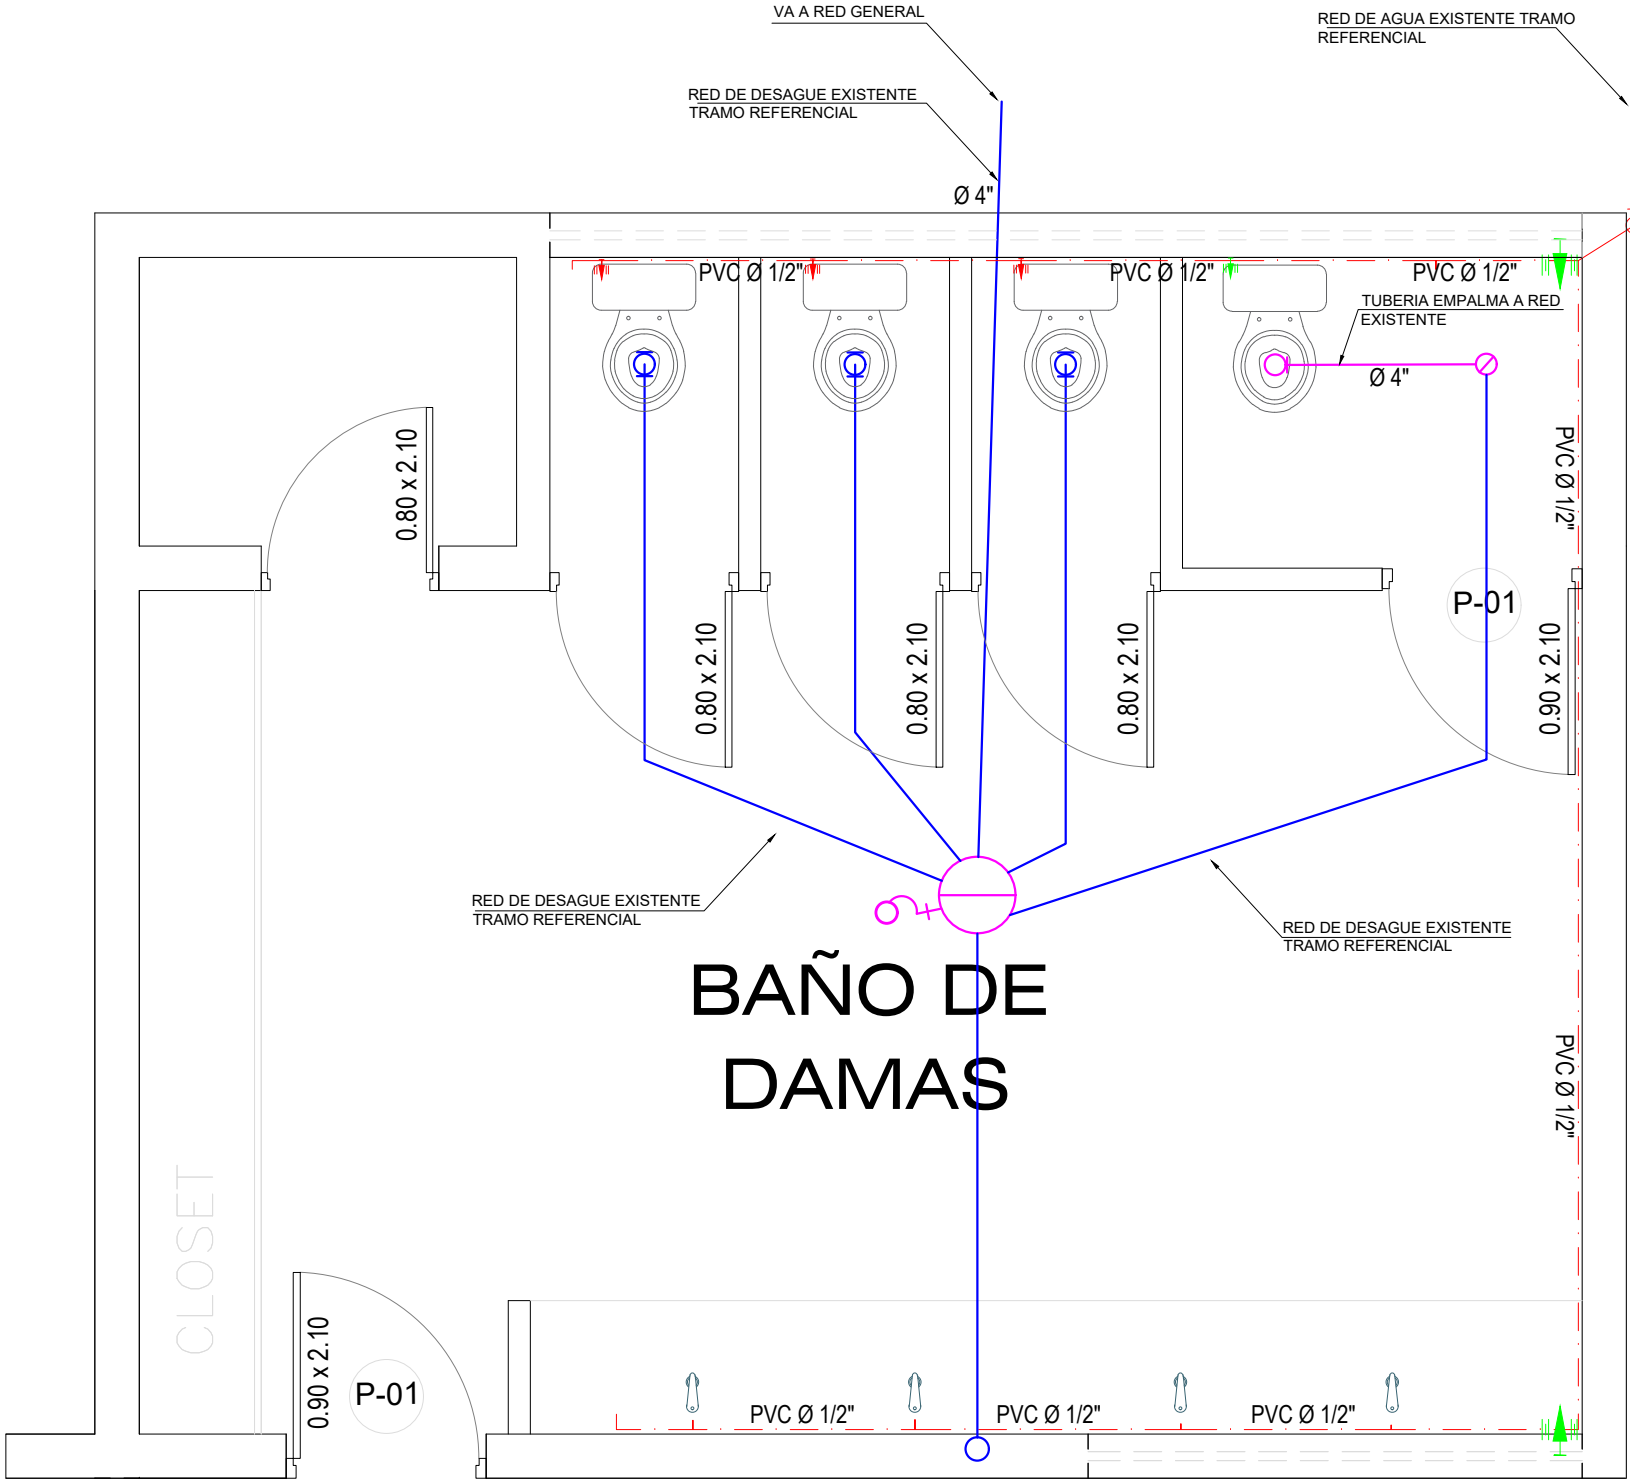 VA A RED GENERAL
RED DE AGUA EXISTENTE TRAMO
REFERENCIAL
RED DE DESAGUE EXISTENTE
TRAMO REFERENCIAL
Ø 4"
PVC Ø 1/2"
PVC Ø 1/2"
PVC Ø 1/2"
TUBERIA EMPALMA A RED
EXISTENTE
Ø 4"
0.80 x 2.10
PVC Ø 1/2"
P-01
0.80 x 2.10
0.80 x 2.10
0.80 x 2.10
0.90 x 2.10
RED DE DESAGUE EXISTENTE
TRAMO REFERENCIAL
RED DE DESAGUE EXISTENTE
TRAMO REFERENCIAL
BAÑO DE
DAMAS
PVC Ø 1/2"
CLOSET
0.90 x 2.10
P-01
PVC Ø 1/2"
PVC Ø 1/2"
PVC Ø 1/2"